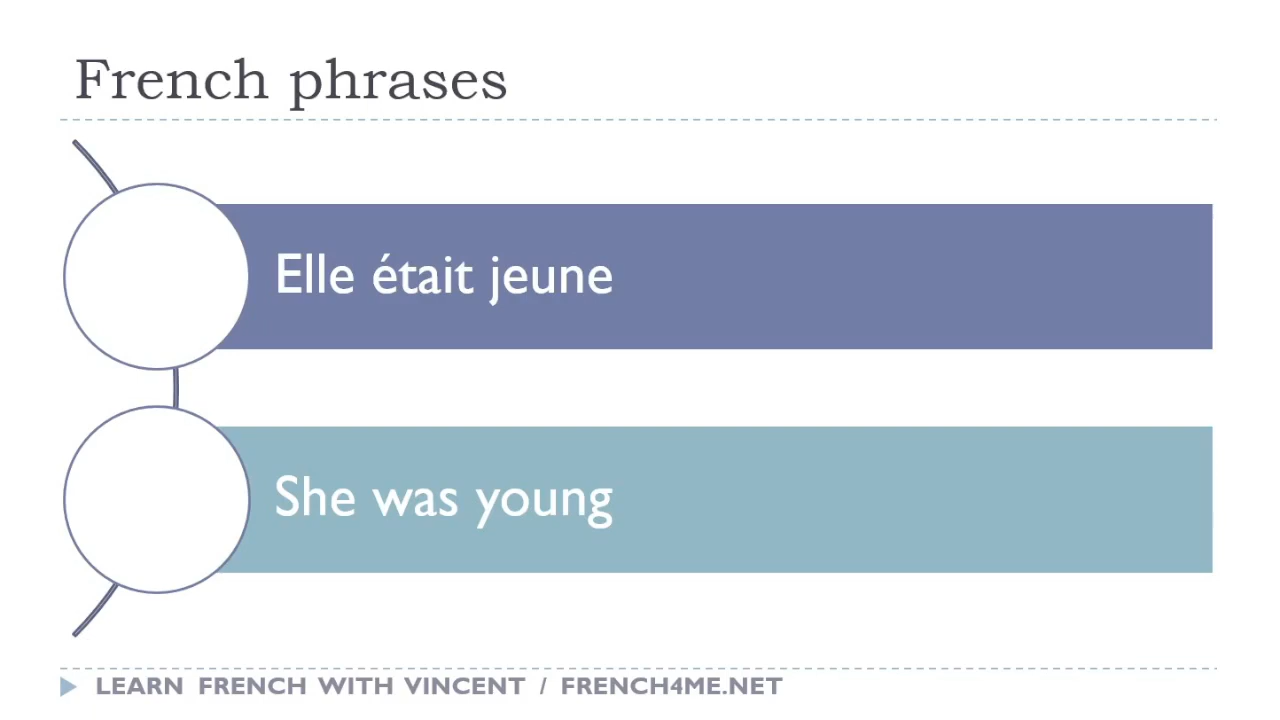 French phrases
Elle était jeune
She was young
LEARN FRENCH WITH VINCENT / FRENCH4ME.NET